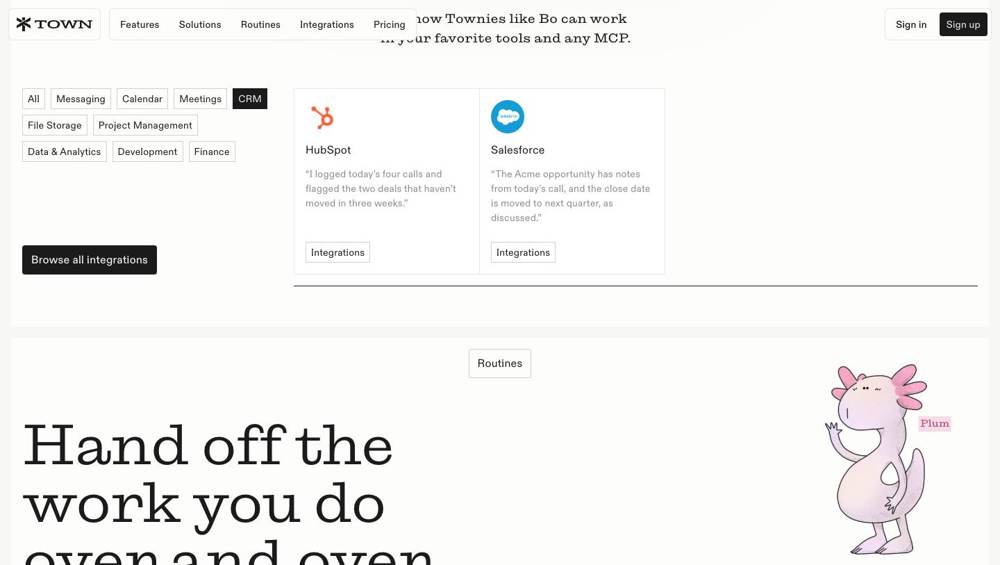 TOWN
Features Solutions Routines Integrations Pricing
Sign in Sign up
how Townies like Bo can work
in your favorite tools and any MCP.
All Messaging Calendar Meetings CRM
File Storage Project Management
Data & Analytics Development Finance
Browse all integrations
HubSpot
“I logged today’s four calls and
flagged the two deals that haven’t
moved in three weeks.”
Integrations
salesforce
Salesforce
“The Acme opportunity has notes
from today’s call, and the close date
is moved to next quarter, as
discussed.”
Integrations
Routines
Plum
Hand off the
work you do
over and over